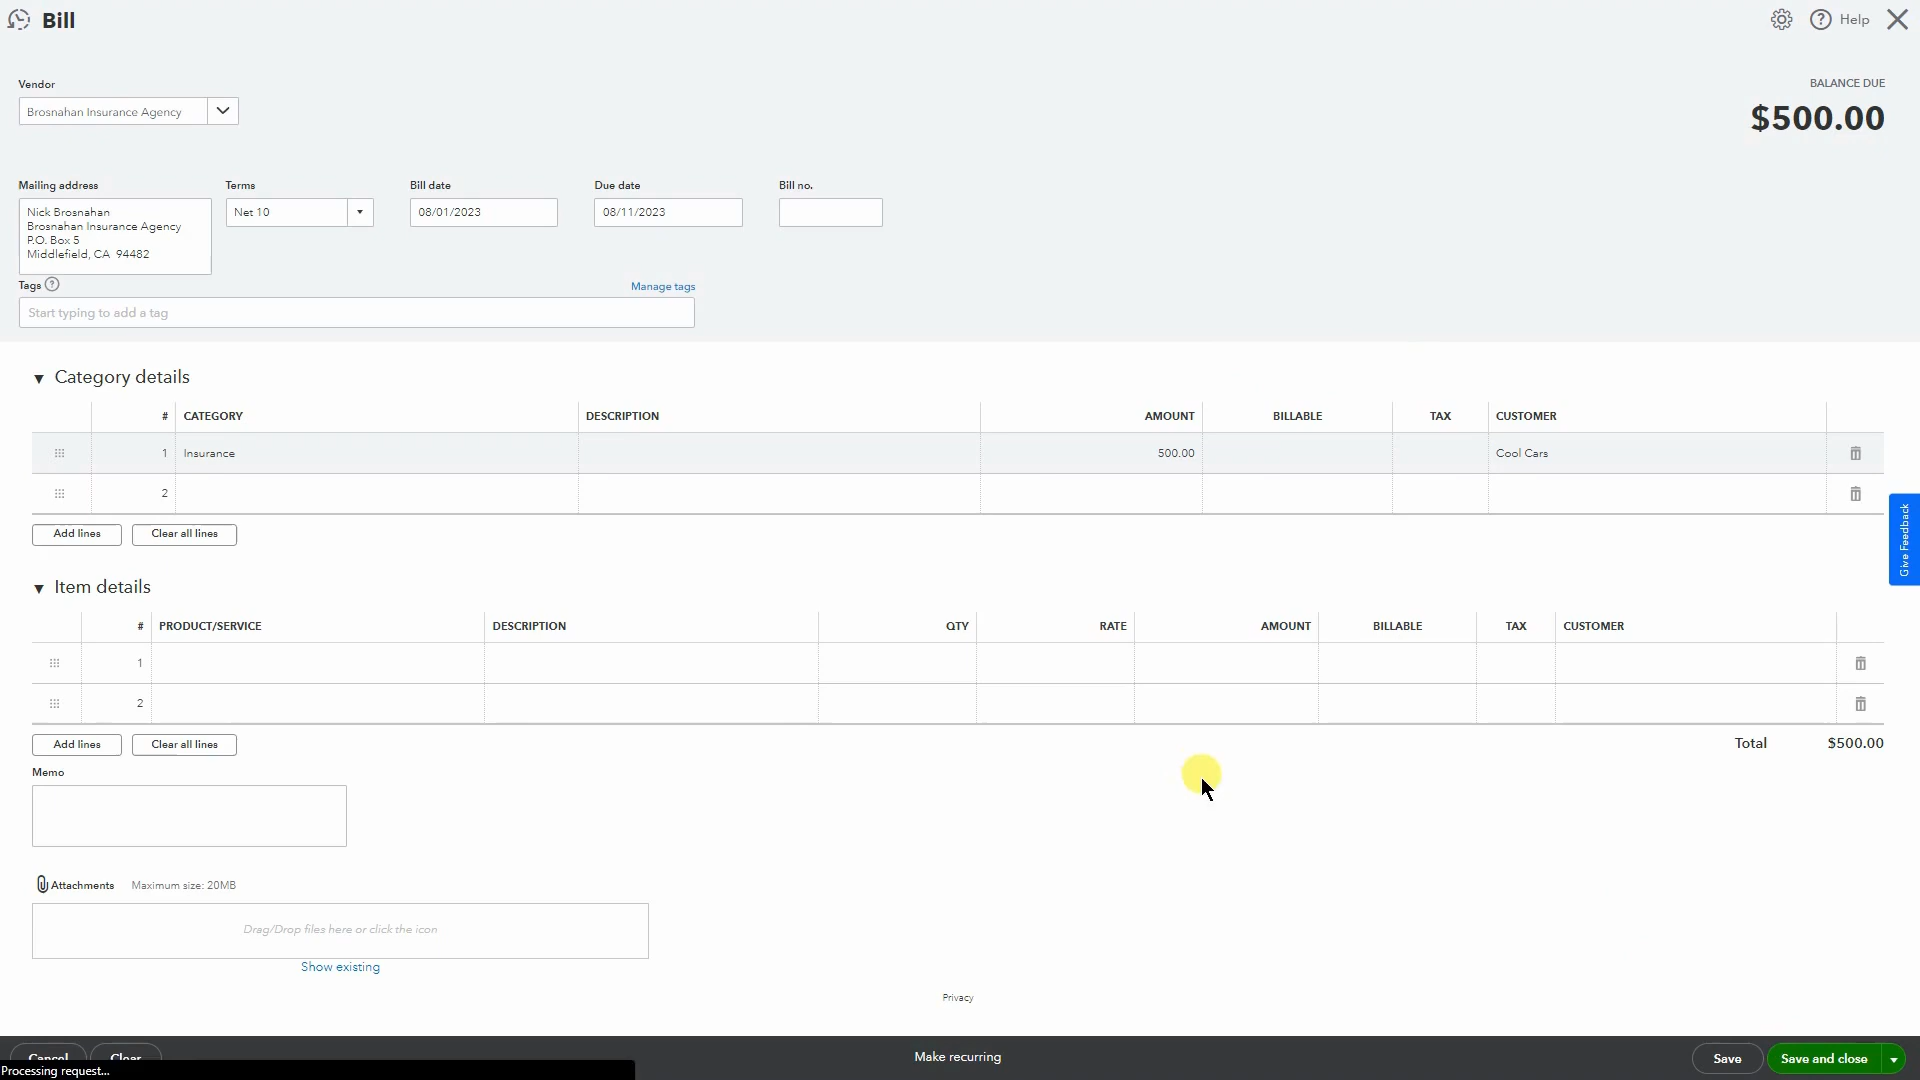 Bill
Help
Vendor
BALANCE DUE
Brosnahan Insurance Agency
$500.00
Mailing address
Terms
Bill date
Due date
Bill no.
Nick Brosnahan
Brosnahan Insurance Agency
P.O. Box 5
Middlefield, CA 94482
Net 10
08/01/2023
08/11/2023
Tags
Manage tags
Start typing to add a tag
Category details
# CATEGORY DESCRIPTION AMOUNT BILLABLE TAX CUSTOMER
1 Insurance 500.00 Cool Cars
2
Add lines
Clear all lines
Give Feedback
Item details
# PRODUCT/SERVICE DESCRIPTION QTY RATE AMOUNT BILLABLE TAX CUSTOMER
1
2
Add lines
Clear all lines
Total $500.00
Memo
Attachments Maximum size: 20MB
Drag/Drop files here or click the icon
Show existing
Privacy
Cancel
Clear
Make recurring
Save
Save and close
Processing request...